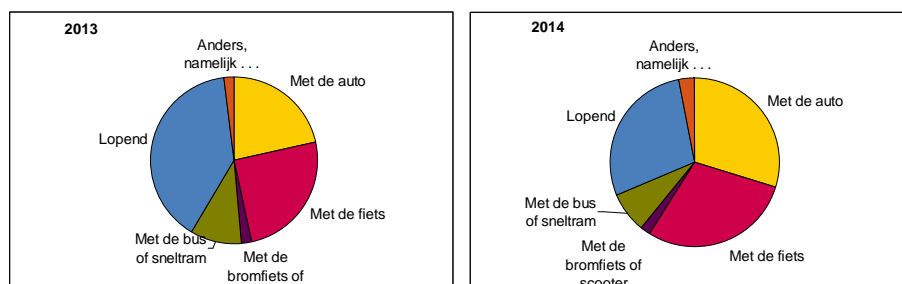 2013
Anders,
namelijk . . .
Met de auto
Lopend
Met de fiets
Met de bus
of sneltram
Met de
bromfiets of
2014
Anders,
namelijk . . .
Met de auto
Lopend
Met de bus
of sneltram
Met de
bromfiets of
scooter
Met de fiets